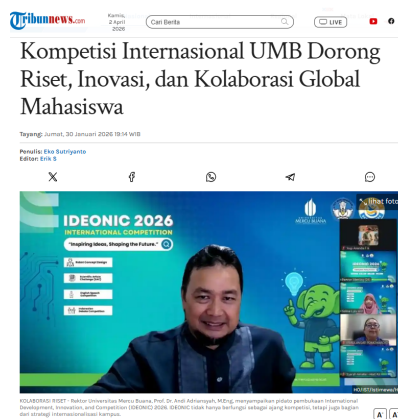 Tribunnews.com
Kamis,
2 April
2026
Cari Berita
LIVE
Kompetisi Internasional UMB Dorong
Riset, Inovasi, dan Kolaborasi Global
Mahasiswa
Tayang: Jumat, 30 Januari 2026 19:14 WIB
Penulis: Eko Sutriyanto
Editor: Erik S
lihat foto
MERCU BUANA
IDEONIC 2026
INTERNATIONAL COMPETITION
"Inspiring Ideas, Shaping the Future."
HO/IST/Istimewa/H
KOLABORASI RISET - Rektor Universitas Mercu Buana, Prof. Dr. Andi Adriansyah, M.Eng, menyampaikan pidato pembukaan International
Development, Innovation, and Competition (IDEONIC) 2026. IDEONIC tidak hanya berfungsi sebagai ajang kompetisi, tetapi juga bagian
dari strategi internasionalisasi kampus.
A
A